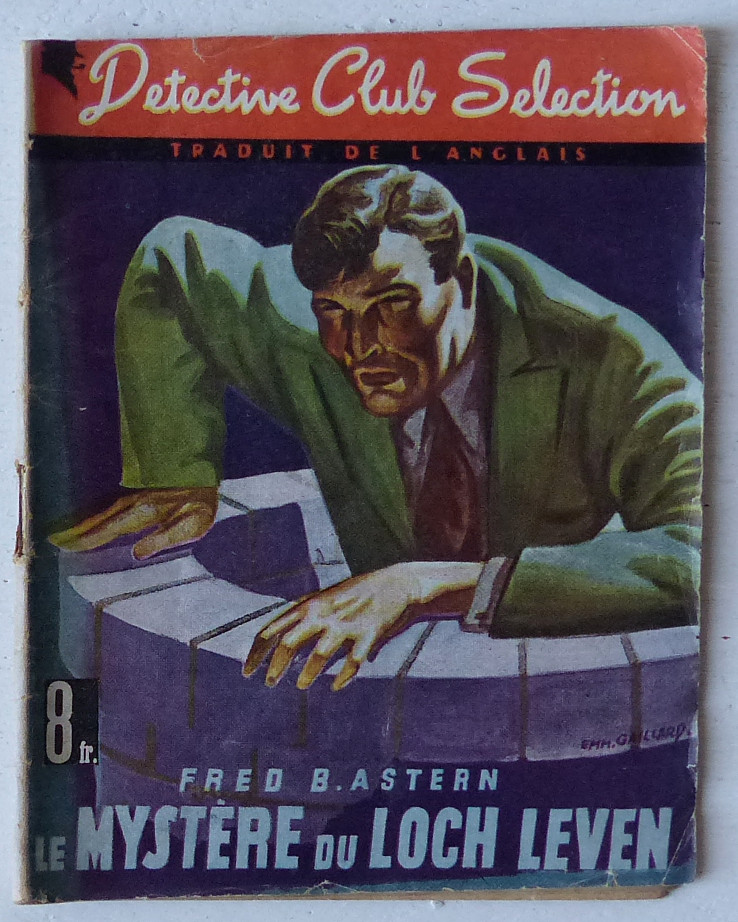 Detective Club Selection
TRADUIT DE L'ANGLAIS
EMM. GAILLARD.
8 fr.
FRED B. ASTERN
LE MYSTÈRE DU LOCH LEVEN